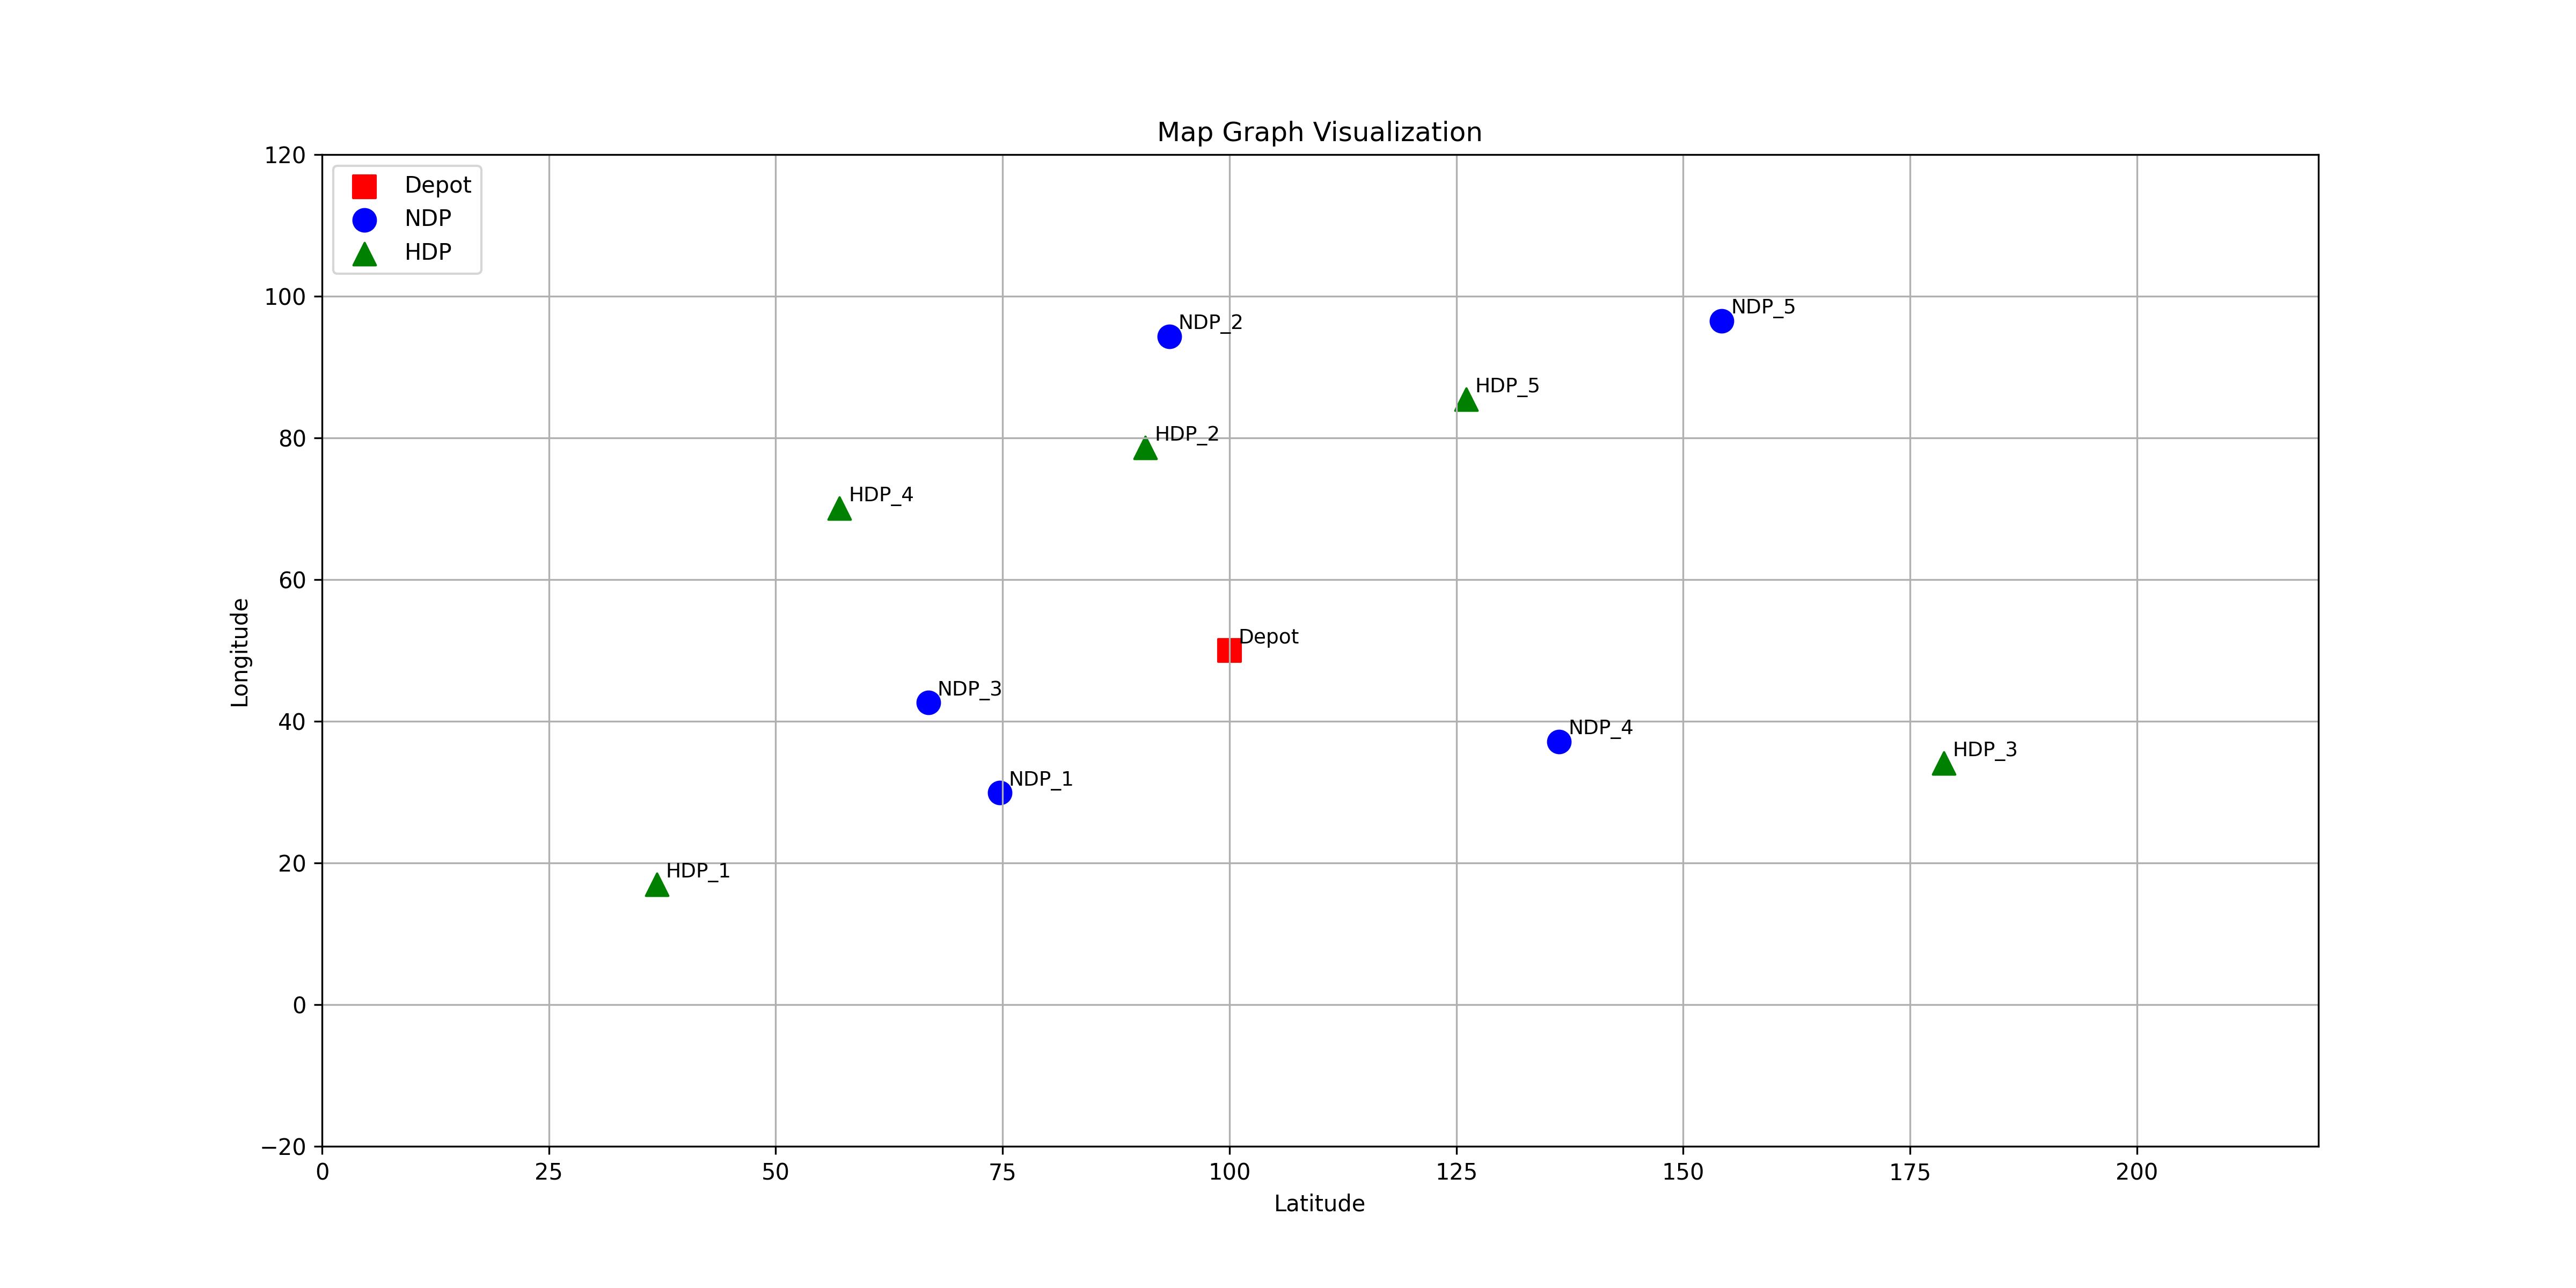 Map Graph Visualization
120
Depot
NDP
HDP
100
NDP_2
NDP_5
HDP_5
80
HDP_2
HDP_4
60
Longitude
Depot
NDP_3
40
NDP_4
HDP_3
NDP_1
20
HDP_1
0
−20
0 25 50 75 100 125 150 175 200
Latitude